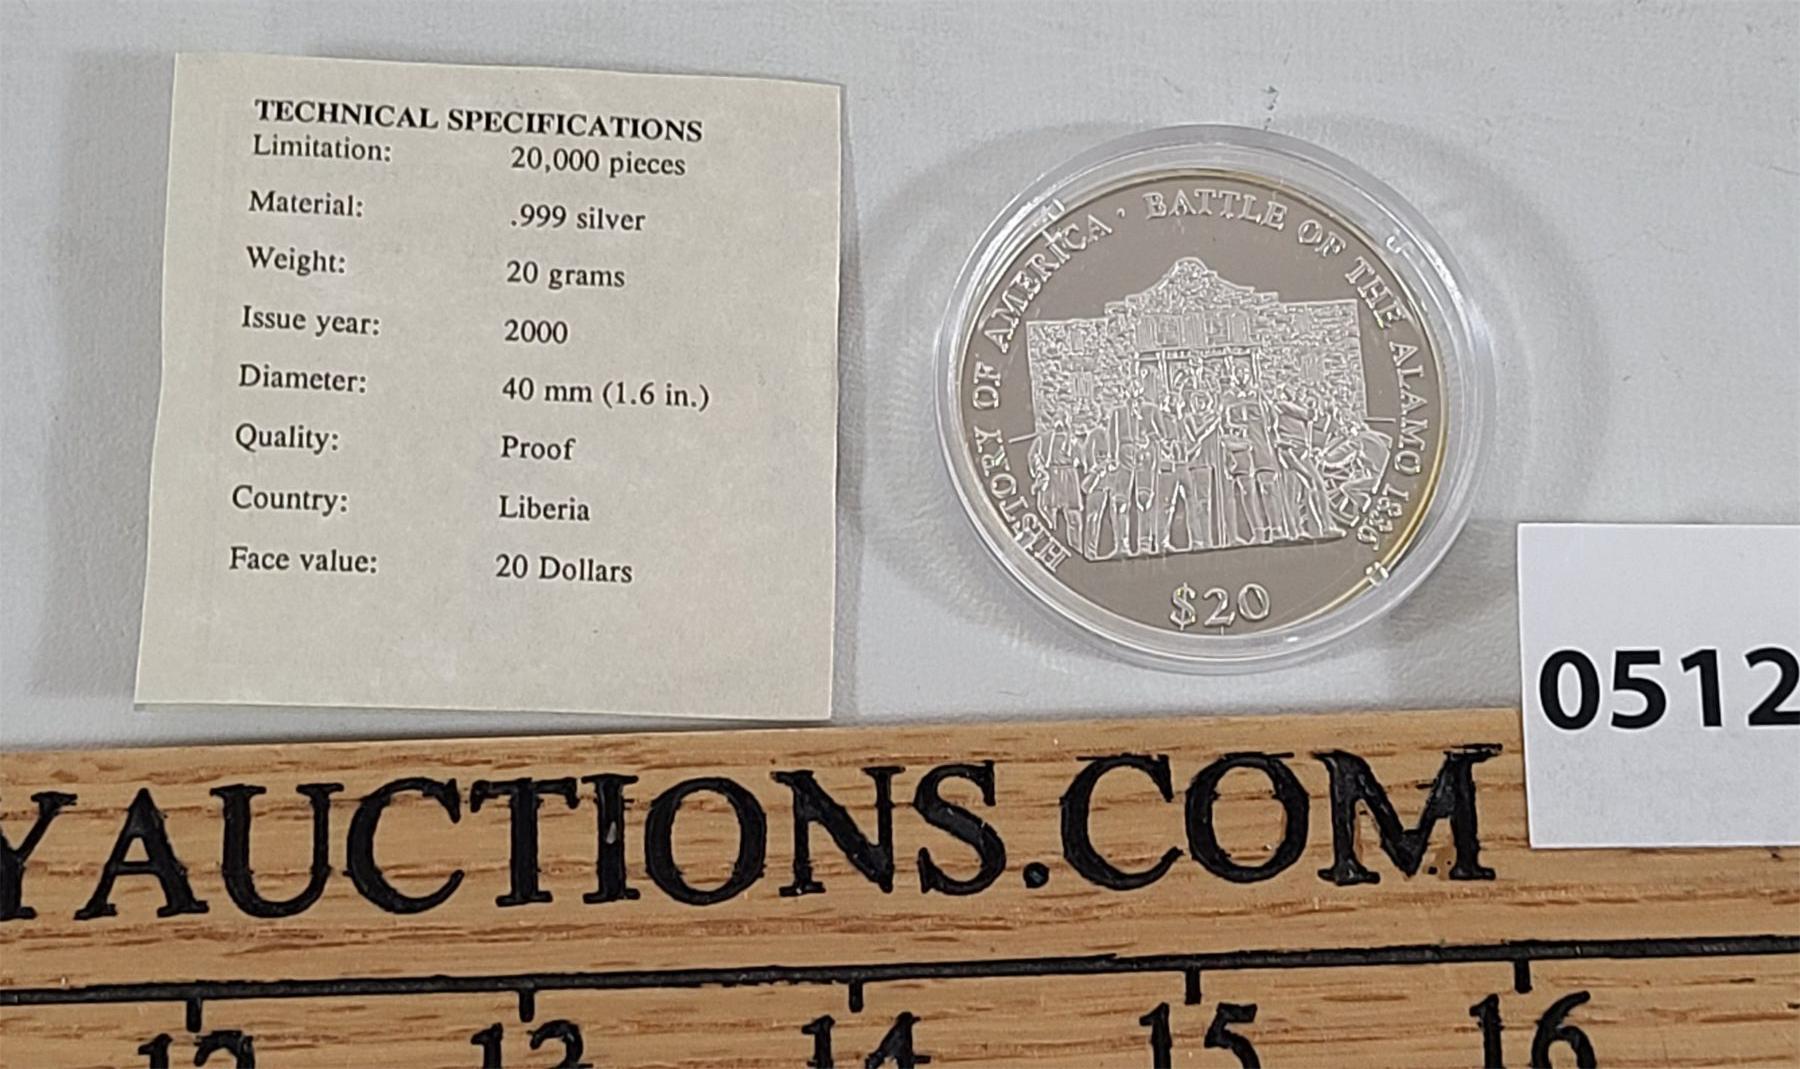 TECHNICAL SPECIFICATIONS
Limitation: 20,000 pieces
Material: .999 silver
Weight: 20 grams
Issue year: 2000
Diameter: 40 mm (1.6 in.)
Quality: Proof
Country: Liberia
Face value: 20 Dollars
HISTORY OF AMERICA · BATTLE OF THE ALAMO 1836
$20
0512
YAUCTIONS.COM
12 13 14 15 16